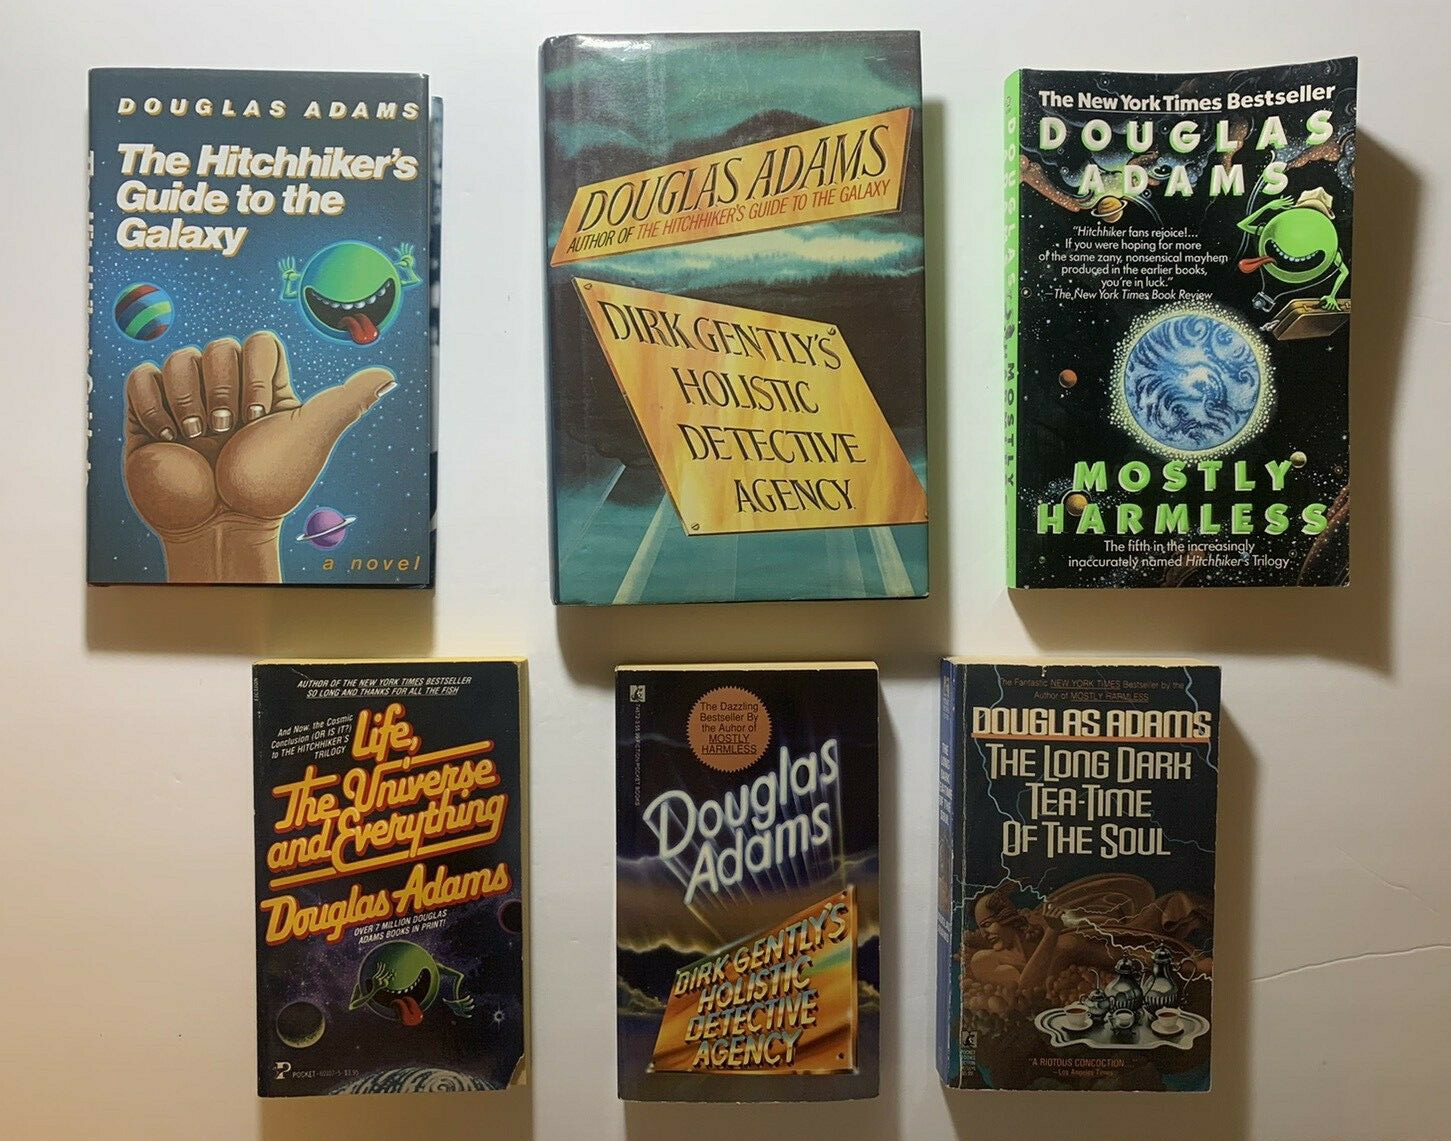 DOUGLAS ADAMS
The Hitchhiker's
Guide to the
Galaxy
a novel
DOUGLAS ADAMS
AUTHOR OF THE HITCHHIKER'S GUIDE TO THE GALAXY
DIRK GENTLY'S
HOLISTIC
DETECTIVE
AGENCY
The New York Times Bestseller
DOUGLAS
ADAMS
"Hitchhiker fans rejoice!...
If you were hoping for more
of the same zany, nonsensical mayhem
produced in the earlier books,
you're in luck."
—The New York Times Book Review
MOSTLY
HARMLESS
The fifth in the increasingly
inaccurately named Hitchhiker's Trilogy
AUTHOR OF THE NEW YORK TIMES BESTSELLER
SO LONG AND THANKS FOR ALL THE FISH
And Now, the Cosmic
Conclusion (OR IS IT?)
to THE HITCHHIKER'S
TRILOGY
Life,
The Universe
and Everything
Douglas Adams
OVER 7 MILLION DOUGLAS
ADAMS BOOKS IN PRINT!
POCKET
$3.95
The Dazzling
Bestseller By
the Author of
MOSTLY
HARMLESS
Douglas
Adams
DIRK GENTLY'S
HOLISTIC
DETECTIVE
AGENCY
The Fantastic NEW YORK TIMES Bestseller by the
Author of MOSTLY HARMLESS
DOUGLAS ADAMS
THE LONG DARK
TEA-TIME
OF THE SOUL
"A RIOTOUS CONCOCTION...."
—Los Angeles Times